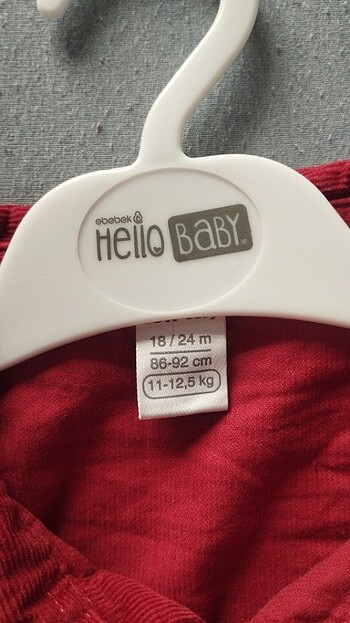 ebebek
Hello BABY
18 / 24 m
86-92 cm
11-12,5 kg